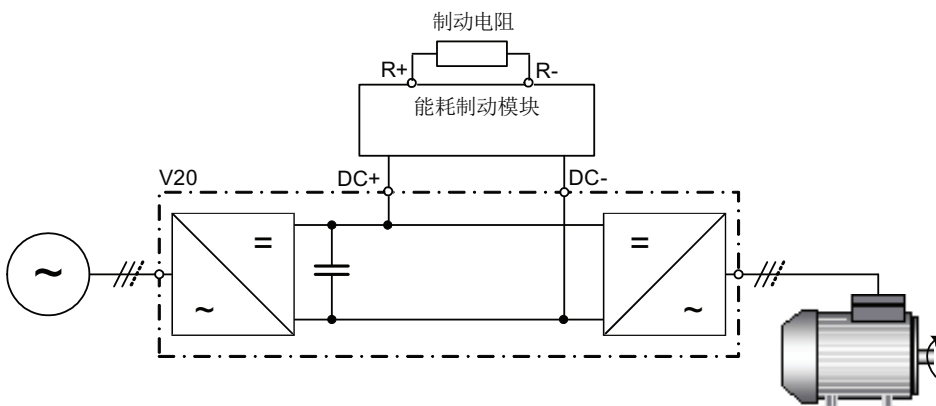 制动电阻
R+
R-
能耗制动模块
V20
DC+
DC-
=
=
~
~
~